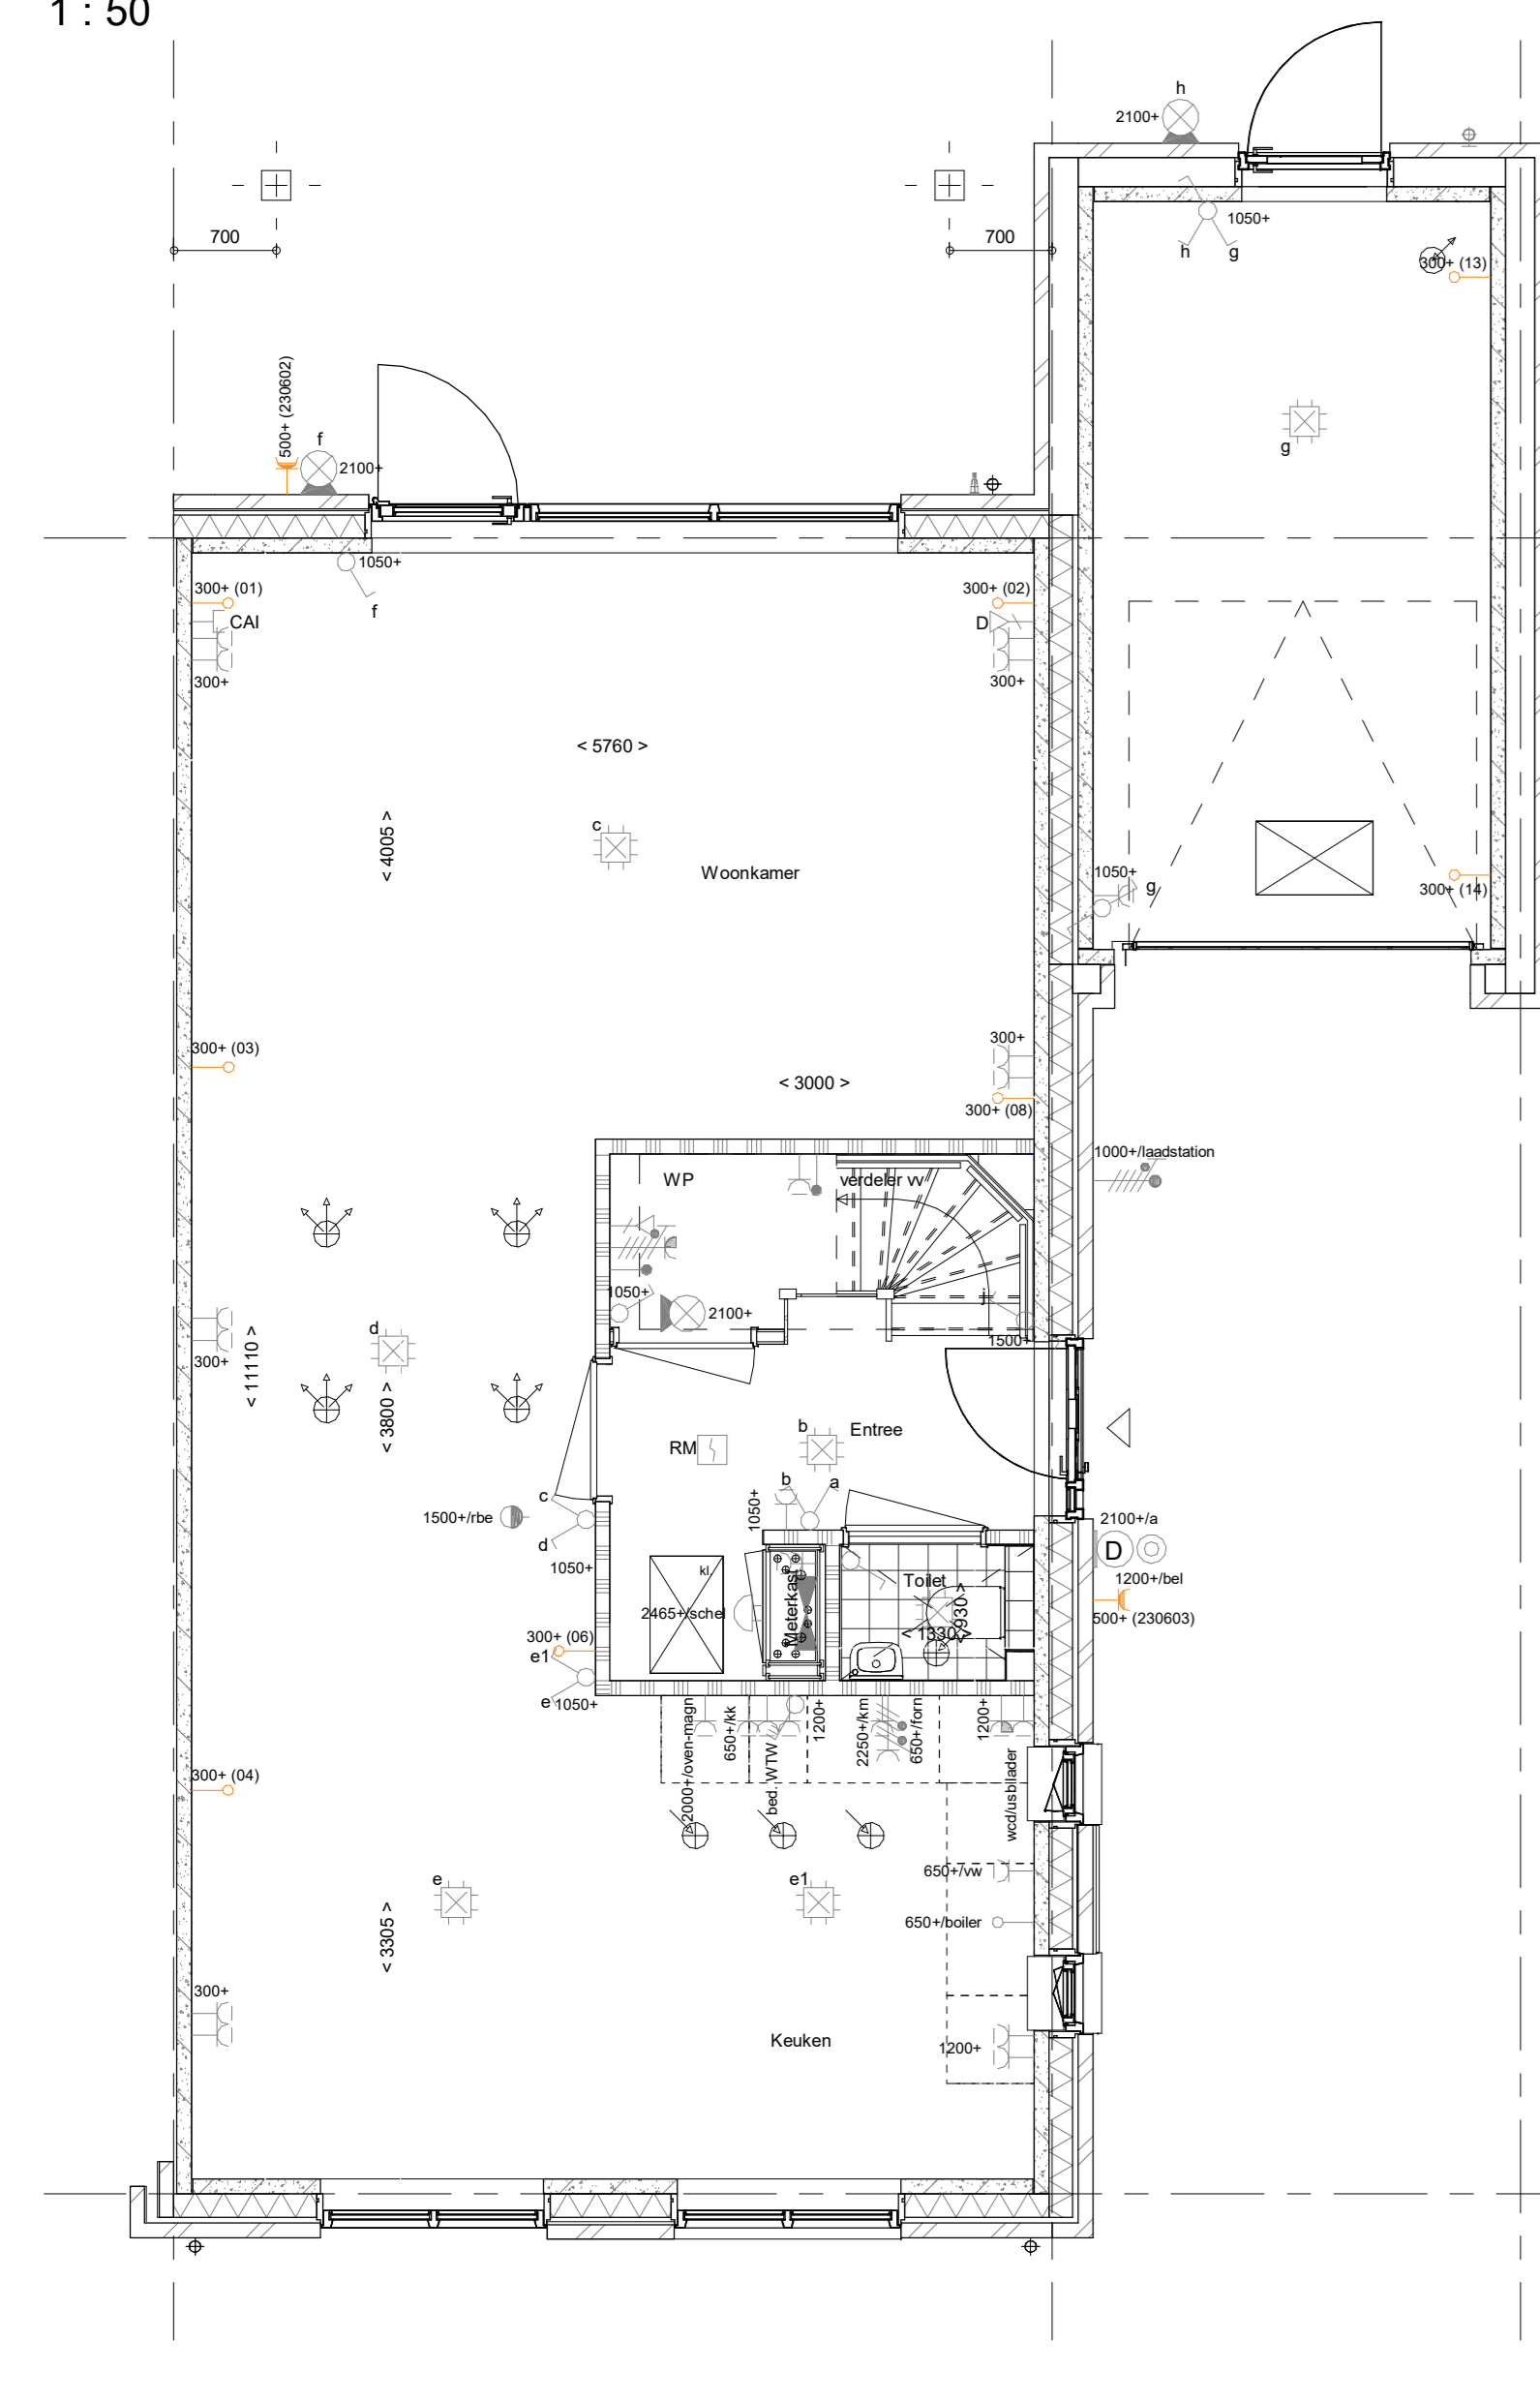 1 : 50
h
2100+
1050+
h
g
700
700
300+ (13)
500+ (230602)
f
2100+
g
1050+
f
300+ (01)
CAI
300+
300+ (02)
D
300+
< 5760 >
< 4005 >
c
Woonkamer
1050+
g
300+ (14)
300+ (03)
300+
< 3000 >
300+ (08)
1000+/laadstation
WP
verdeler vv
1050+
2100+
j
1500+
d
300+
< 11110 >
< 3800 >
b
Entree
RM
b
a
c
1050+
1500+/rbe
d
1050+
2100+/a
D
1200+/bel
500+ (230603)
kl.
2465+/schel
Meterkast
Toilet
< 930 >
< 1330 >
300+ (06)
e1
e
1050+
2000+/oven-magn
650+/kk
bed. WTW
1200+
2250+/km
650+/forn
1200+
wcd/usblader
300+ (04)
650+/vw
e
e1
650+/boiler
< 3305 >
300+
Keuken
1200+